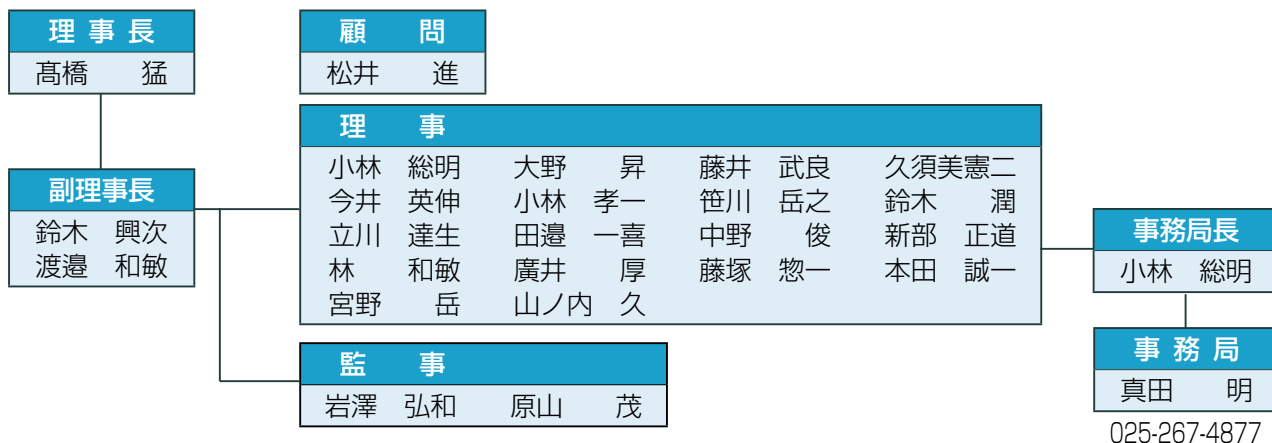 理事長
髙橋　猛
顧　問
松井　進
副理事長
鈴木　興次
渡邉　和敏
理　事
小林　総明　大野　昇　藤井　武良　久須美憲二
今井　英伸　小林　孝一　笹川　岳之　鈴木　潤
立川　達生　田邉　一喜　中野　俊　新部　正道
林　和敏　廣井　厚　藤塚　惣一　本田　誠一
宮野　岳　山ノ内　久
監　事
岩澤　弘和　原山　茂
事務局長
小林　総明
事務局
真田　明
025-267-4877